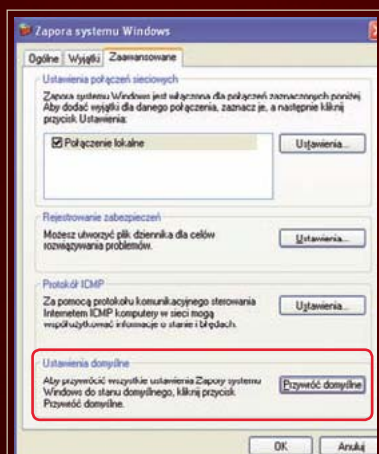 Zapora systemu Windows
Ogólne Wyjątki Zaawansowane
Ustawienia połączeń sieciowych
Zapora systemu Windows jest włączona dla połączeń zaznaczonych poniżej.
Aby dodać wyjątki dla danego połączenia, zaznacz je, a następnie kliknij
przycisk Ustawienia:
Połączenie lokalne
Ustawienia...
Rejestrowanie zabezpieczeń
Możesz utworzyć plik dziennika dla celów
rozwiązywania problemów.
Ustawienia...
Protokół ICMP
Za pomocą protokołu komunikacyjnego sterowania
Internetem ICMP komputery w sieci mogą
współużytkować informacje o stanie i błędach.
Ustawienia...
Ustawienia domyślne
Aby przywrócić wszystkie ustawienia Zapory systemu
Windows do stanu domyślnego, kliknij przycisk
Przywróć domyślne.
Przywróć domyślne
OK Anuluj